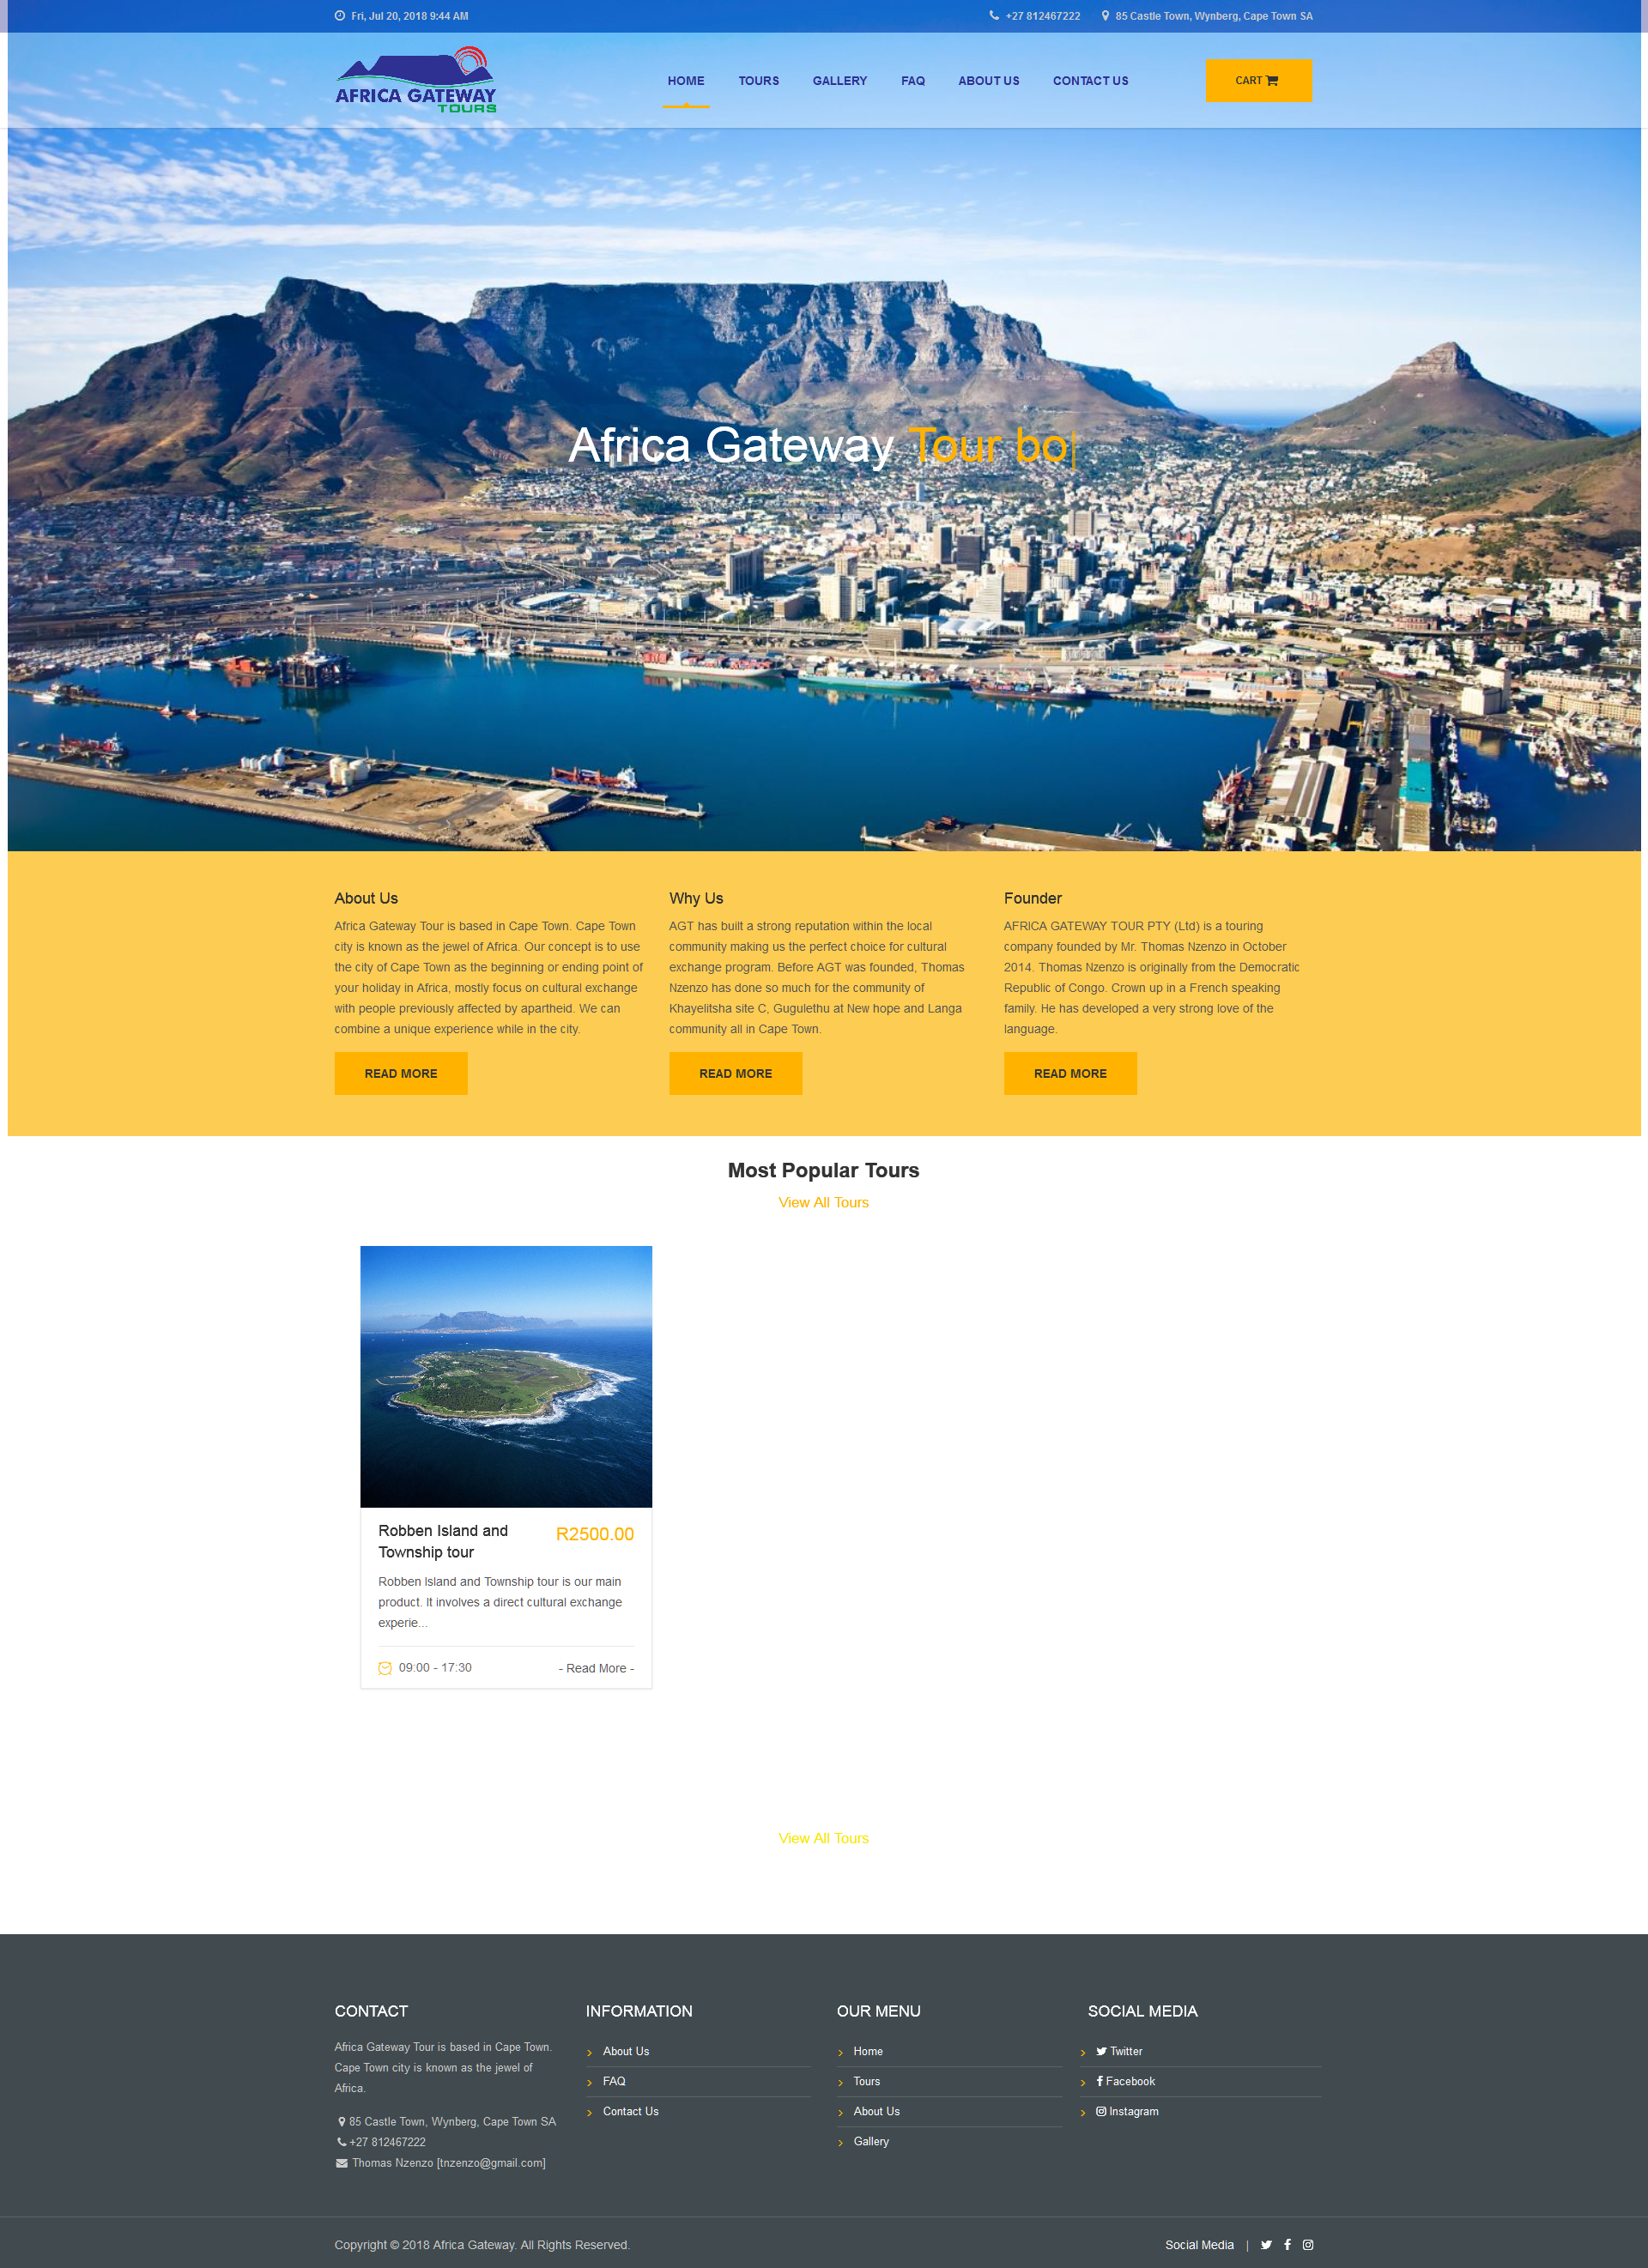 Fri, Jul 20, 2018 9:44 AM
+27 812467222
85 Castle Town, Wynberg, Cape Town SA
AFRICA GATEWAY
TOURS
HOME
TOURS
GALLERY
FAQ
ABOUT US
CONTACT US
CART
Africa Gateway Tour bo|
About Us
Africa Gateway Tour is based in Cape Town. Cape Town
city is known as the jewel of Africa. Our concept is to use
the city of Cape Town as the beginning or ending point of
your holiday in Africa, mostly focus on cultural exchange
with people previously affected by apartheid. We can
combine a unique experience while in the city.
READ MORE
Why Us
AGT has built a strong reputation within the local
community making us the perfect choice for cultural
exchange program. Before AGT was founded, Thomas
Nzenzo has done so much for the community of
Khayelitsha site C, Gugulethu at New hope and Langa
community all in Cape Town.
READ MORE
Founder
AFRICA GATEWAY TOUR PTY (Ltd) is a touring
company founded by Mr. Thomas Nzenzo in October
2014. Thomas Nzenzo is originally from the Democratic
Republic of Congo. Crown up in a French speaking
family. He has developed a very strong love of the
language.
READ MORE
Most Popular Tours
View All Tours
Robben Island and
Township tour
R2500.00
Robben Island and Township tour is our main
product. It involves a direct cultural exchange
experie...
09:00 - 17:30
- Read More -
View All Tours
CONTACT
Africa Gateway Tour is based in Cape Town.
Cape Town city is known as the jewel of
Africa.
85 Castle Town, Wynberg, Cape Town SA
+27 812467222
Thomas Nzenzo [tnzenzo@gmail.com]
INFORMATION
About Us
FAQ
Contact Us
OUR MENU
Home
Tours
About Us
Gallery
SOCIAL MEDIA
Twitter
Facebook
Instagram
Copyright © 2018 Africa Gateway. All Rights Reserved.
Social Media |